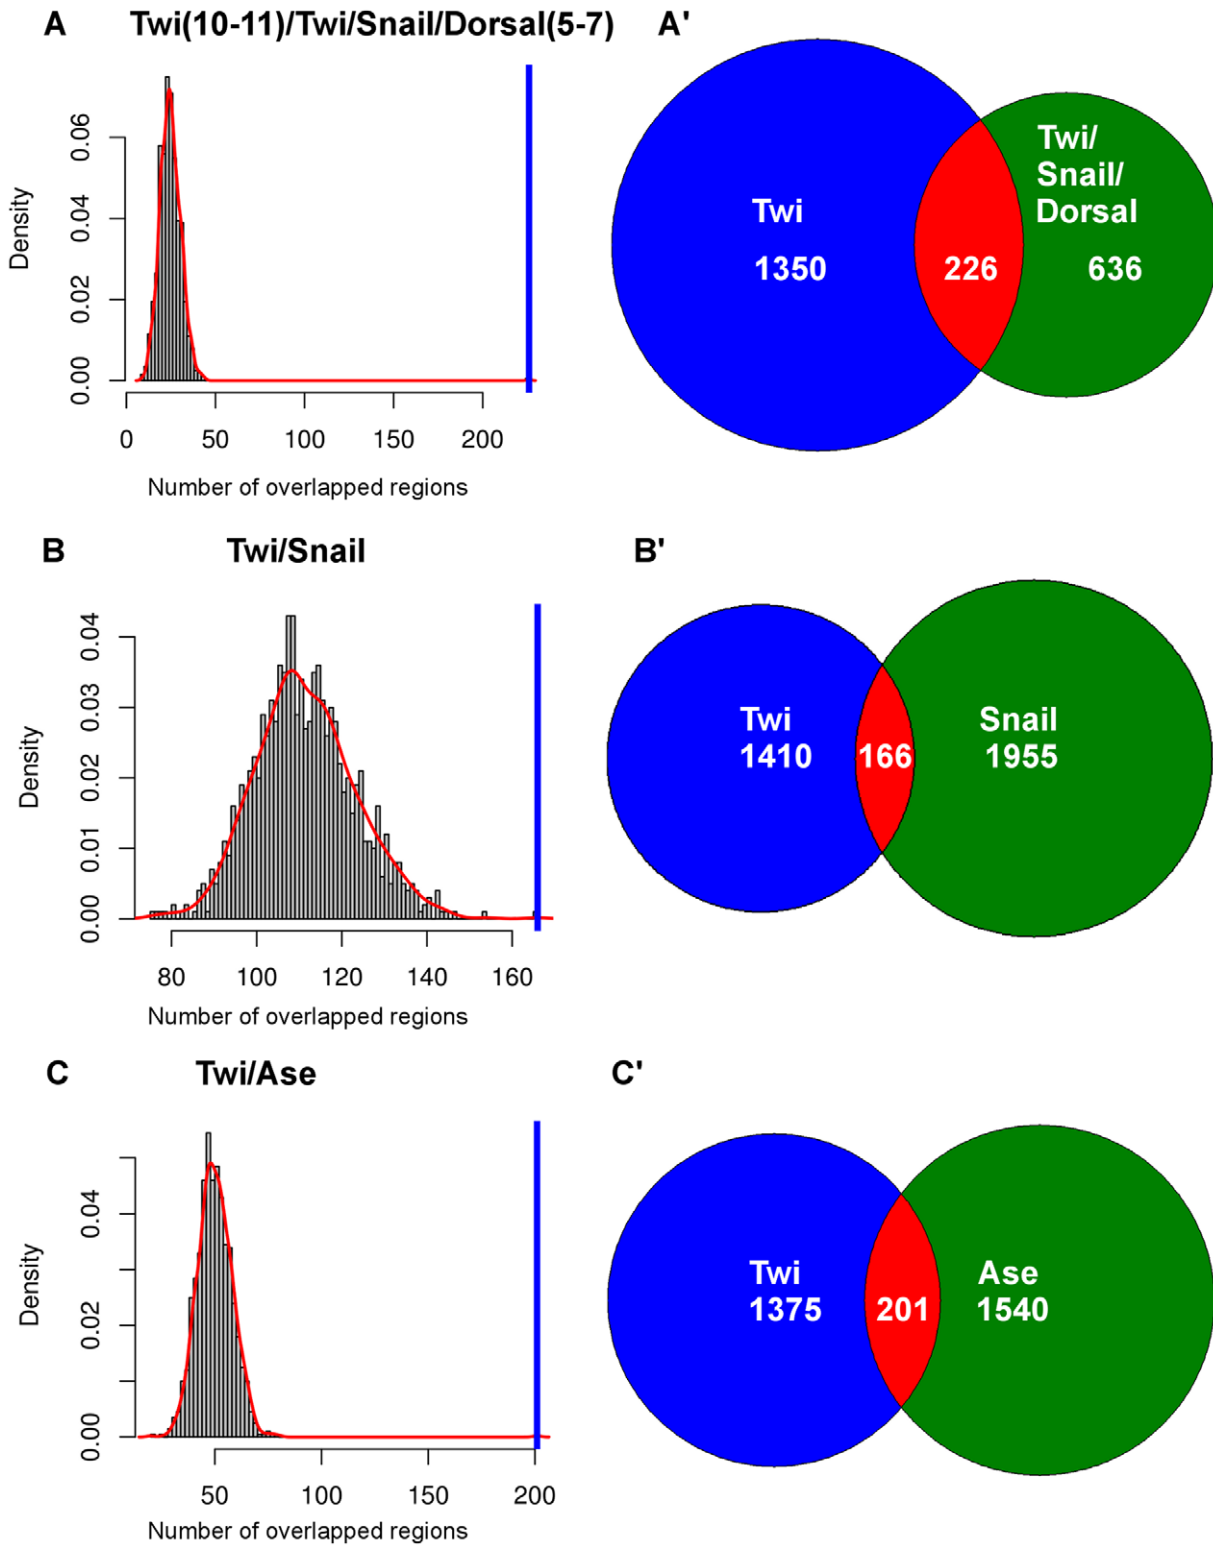 A
Twi(10-11)/Twi/Snail/Dorsal(5-7)
A'
Density
0.00
0.02
0.04
0.06
0
50
100
150
200
Number of overlapped regions
Twi
1350
226
Twi/
Snail/
Dorsal
636
B
Twi/Snail
B'
Density
0.00
0.01
0.02
0.03
0.04
80
100
120
140
160
Number of overlapped regions
Twi
1410
166
Snail
1955
C
Twi/Ase
C'
Density
0.00
0.02
0.04
50
100
150
200
Number of overlapped regions
Twi
1375
201
Ase
1540